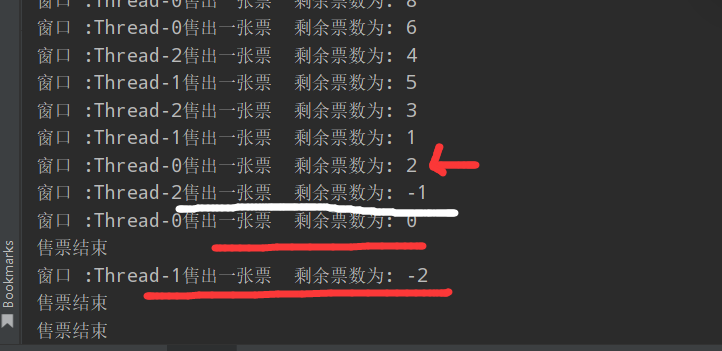 窗口 :Thread-0售出一张票  剩余票数为: 8
窗口 :Thread-0售出一张票  剩余票数为: 6
窗口 :Thread-2售出一张票  剩余票数为: 4
窗口 :Thread-1售出一张票  剩余票数为: 5
窗口 :Thread-2售出一张票  剩余票数为: 3
窗口 :Thread-1售出一张票  剩余票数为: 1
窗口 :Thread-0售出一张票  剩余票数为: 2
窗口 :Thread-2售出一张票  剩余票数为: -1
窗口 :Thread-0售出一张票  剩余票数为: 0
售票结束
窗口 :Thread-1售出一张票  剩余票数为: -2
售票结束
售票结束
Bookmarks